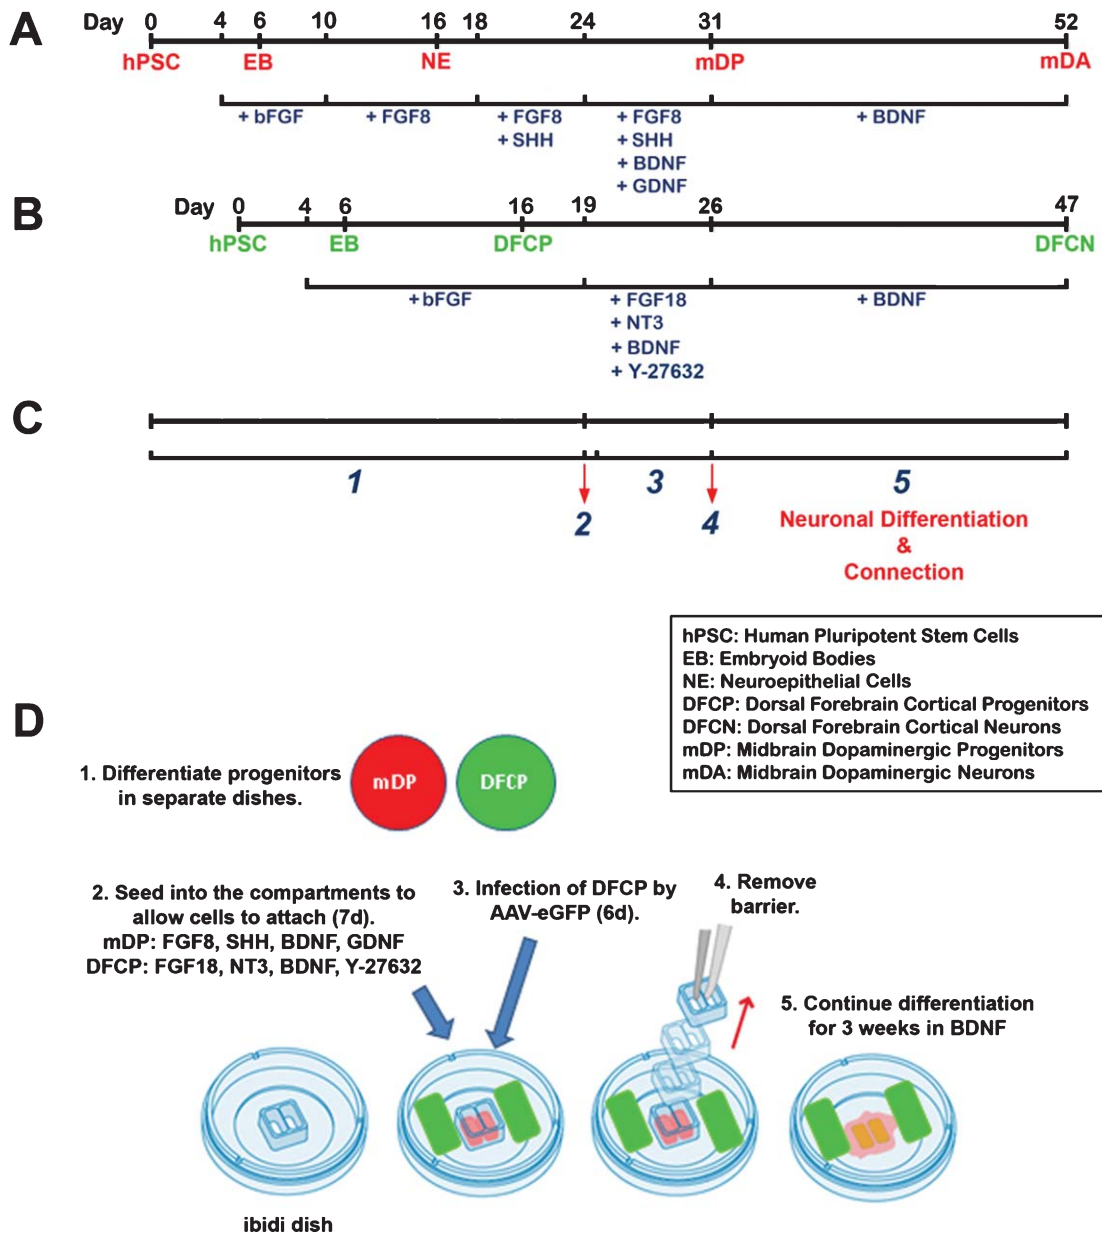 A
Day 0 4 6 10 16 18 24 31 52
hPSC EB NE mDP mDA
+ bFGF + FGF8 + FGF8 + FGF8 + BDNF
+ SHH + SHH
+ BDNF
+ GDNF
B
Day 0 4 6 16 19 26 47
hPSC EB DFCP DFCN
+bFGF + FGF18 + BDNF
+ NT3
+ BDNF
+ Y-27632
C
1 3 5
2 4
Neuronal Differentiation
&
Connection
hPSC: Human Pluripotent Stem Cells
EB: Embryoid Bodies
NE: Neuroepithelial Cells
DFCP: Dorsal Forebrain Cortical Progenitors
DFCN: Dorsal Forebrain Cortical Neurons
mDP: Midbrain Dopaminergic Progenitors
mDA: Midbrain Dopaminergic Neurons
D
1. Differentiate progenitors
in separate dishes.
mDP DFCP
2. Seed into the compartments to
allow cells to attach (7d).
mDP: FGF8, SHH, BDNF, GDNF
DFCP: FGF18, NT3, BDNF, Y-27632
3. Infection of DFCP by
AAV-eGFP (6d).
4. Remove
barrier.
5. Continue differentiation
for 3 weeks in BDNF
ibidi dish